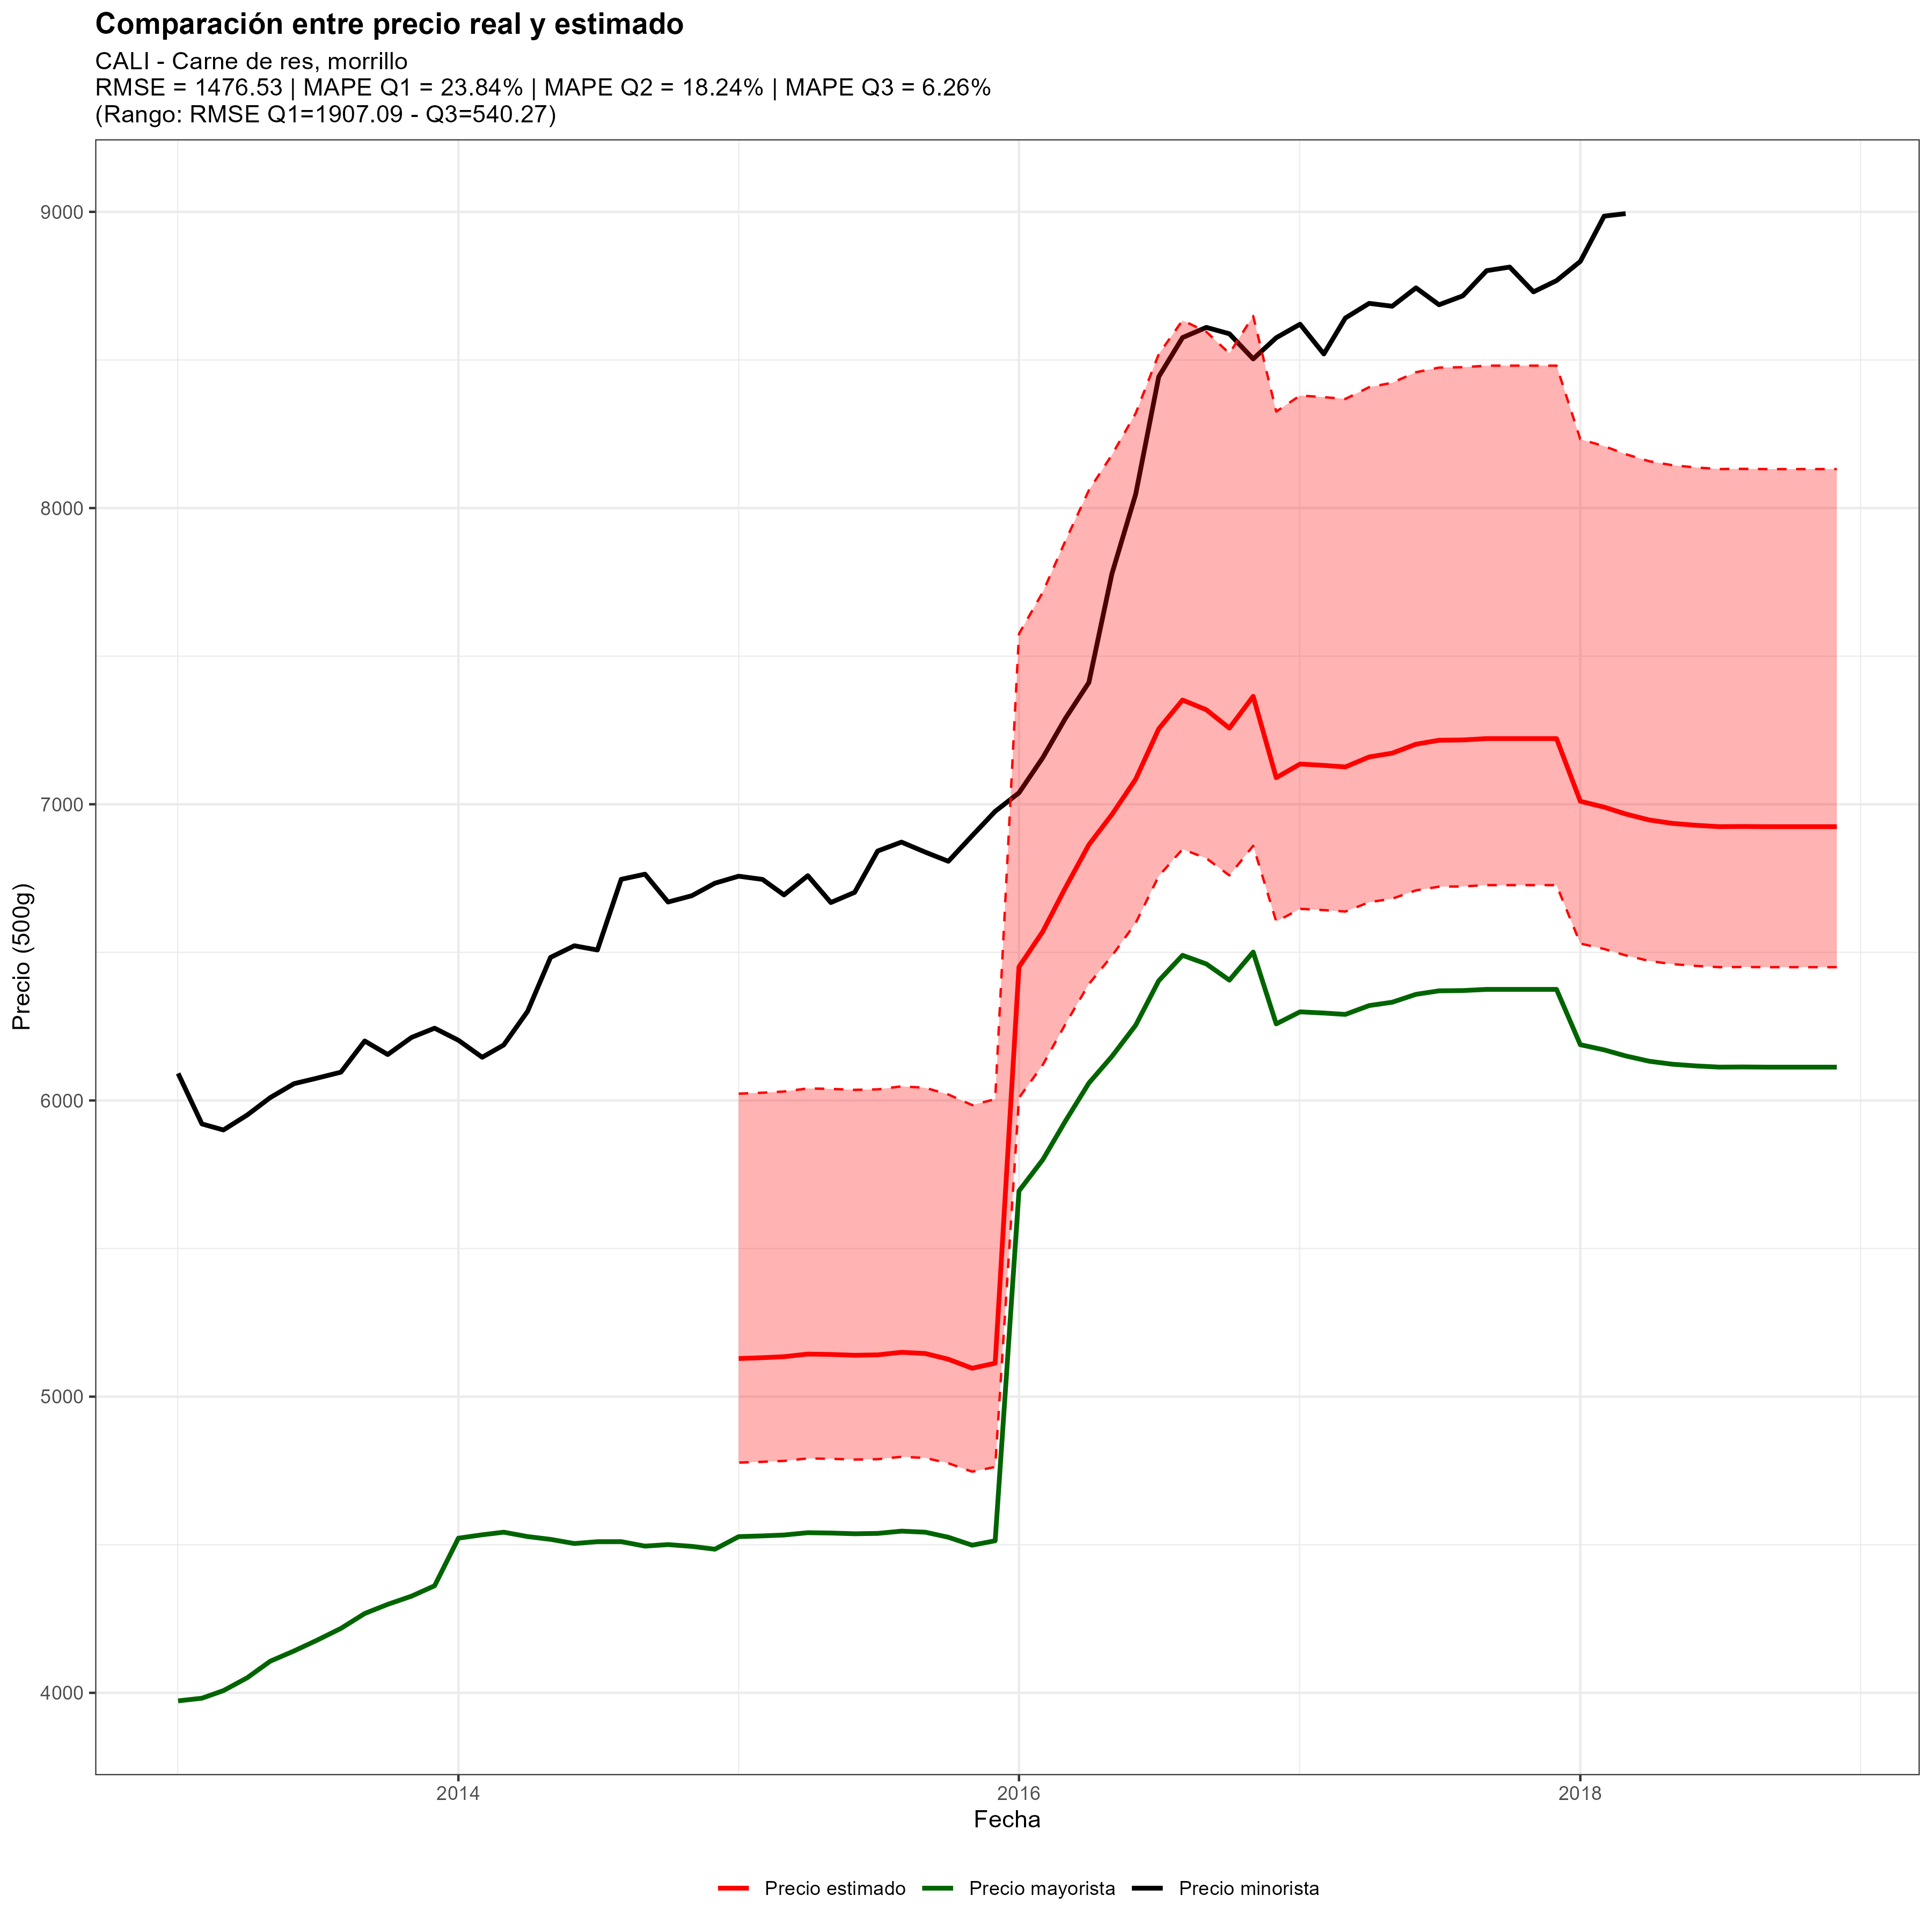 Comparación entre precio real y estimado
CALI - Carne de res, morrillo
RMSE = 1476.53 | MAPE Q1 = 23.84% | MAPE Q2 = 18.24% | MAPE Q3 = 6.26%
(Rango: RMSE Q1=1907.09 - Q3=540.27)
Precio (500g)
9000
8000
7000
6000
5000
4000
2014
2016
2018
Fecha
Precio estimado
Precio mayorista
Precio minorista